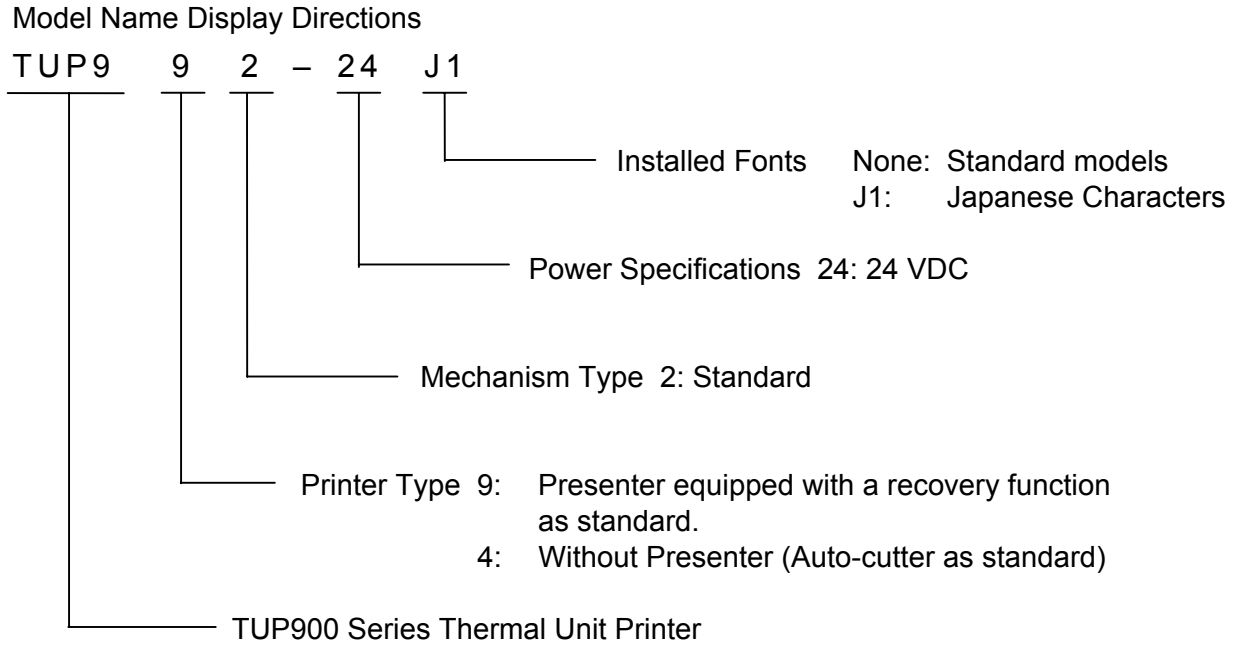 Model Name Display Directions
TUP9 9 2 – 24 J1
Installed Fonts None: Standard models
J1: Japanese Characters
Power Specifications 24: 24 VDC
Mechanism Type 2: Standard
Printer Type 9: Presenter equipped with a recovery function
as standard.
4: Without Presenter (Auto-cutter as standard)
TUP900 Series Thermal Unit Printer